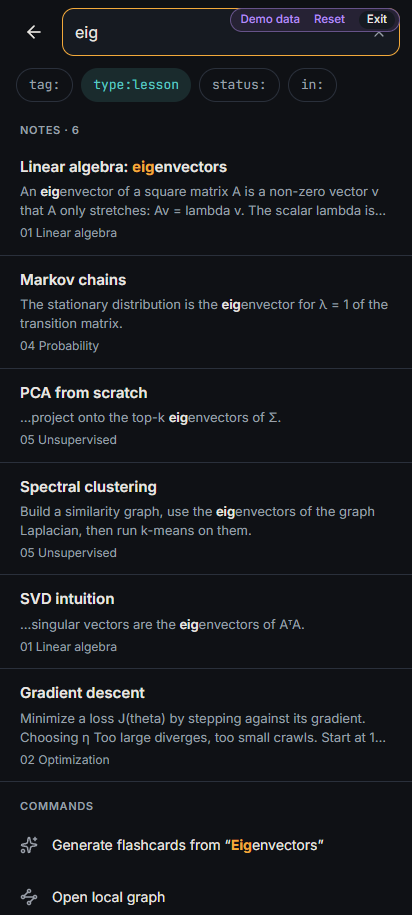 eig
Demo data Reset Exit
tag: type:lesson status: in:
NOTES · 6
Linear algebra: eigenvectors
An eigenvector of a square matrix A is a non-zero vector v
that A only stretches: Av = lambda v. The scalar lambda is...
01 Linear algebra
Markov chains
The stationary distribution is the eigenvector for λ = 1 of the
transition matrix.
04 Probability
PCA from scratch
...project onto the top-k eigenvectors of Σ.
05 Unsupervised
Spectral clustering
Build a similarity graph, use the eigenvectors of the graph
Laplacian, then run k-means on them.
05 Unsupervised
SVD intuition
...singular vectors are the eigenvectors of AᵀA.
01 Linear algebra
Gradient descent
Minimize a loss J(theta) by stepping against its gradient.
Choosing η Too large diverges, too small crawls. Start at 1...
02 Optimization
COMMANDS
Generate flashcards from “Eigenvectors”
Open local graph